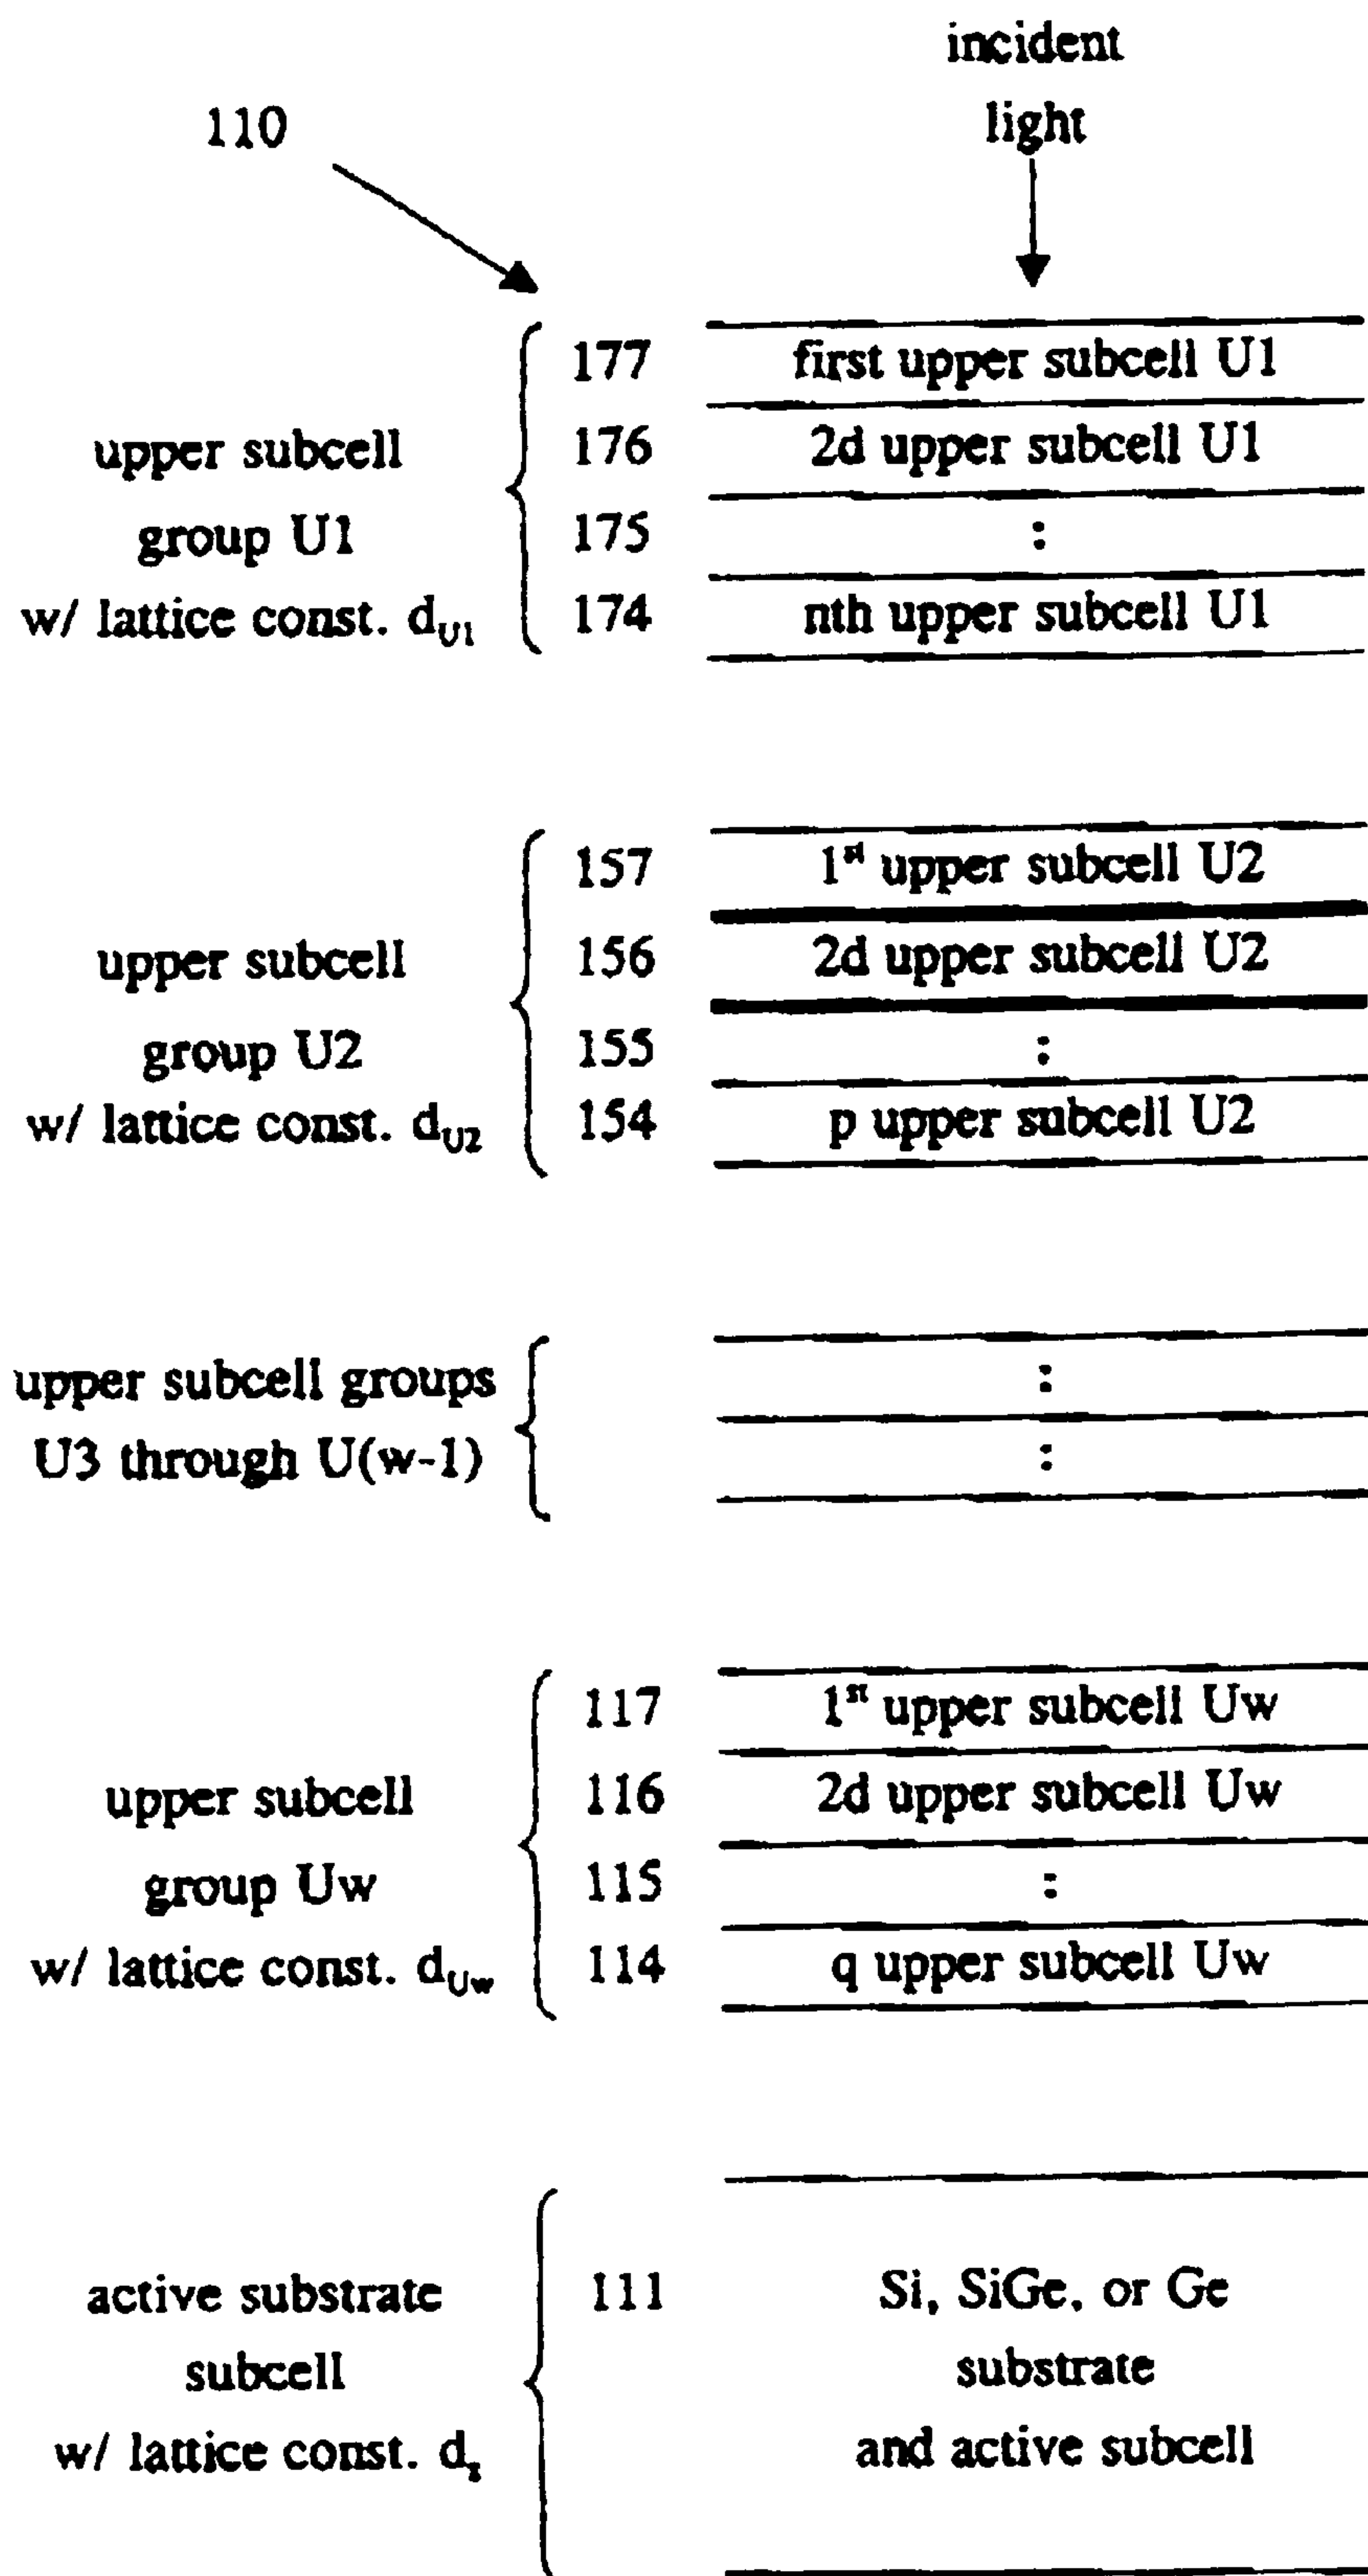 incident
light
110
177 first upper subcell U1
upper subcell 176 2d upper subcell U1
group U1 175 :
w/ lattice const. d_U1 174 nth upper subcell U1
157 1st upper subcell U2
upper subcell 156 2d upper subcell U2
group U2 155 :
w/ lattice const. d_U2 154 p upper subcell U2
upper subcell groups :
U3 through U(w-1) :
117 1st upper subcell Uw
upper subcell 116 2d upper subcell Uw
group Uw 115 :
w/ lattice const. d_Uw 114 q upper subcell Uw
active substrate 111 Si, SiGe, or Ge
subcell substrate
w/ lattice const. d_s and active subcell